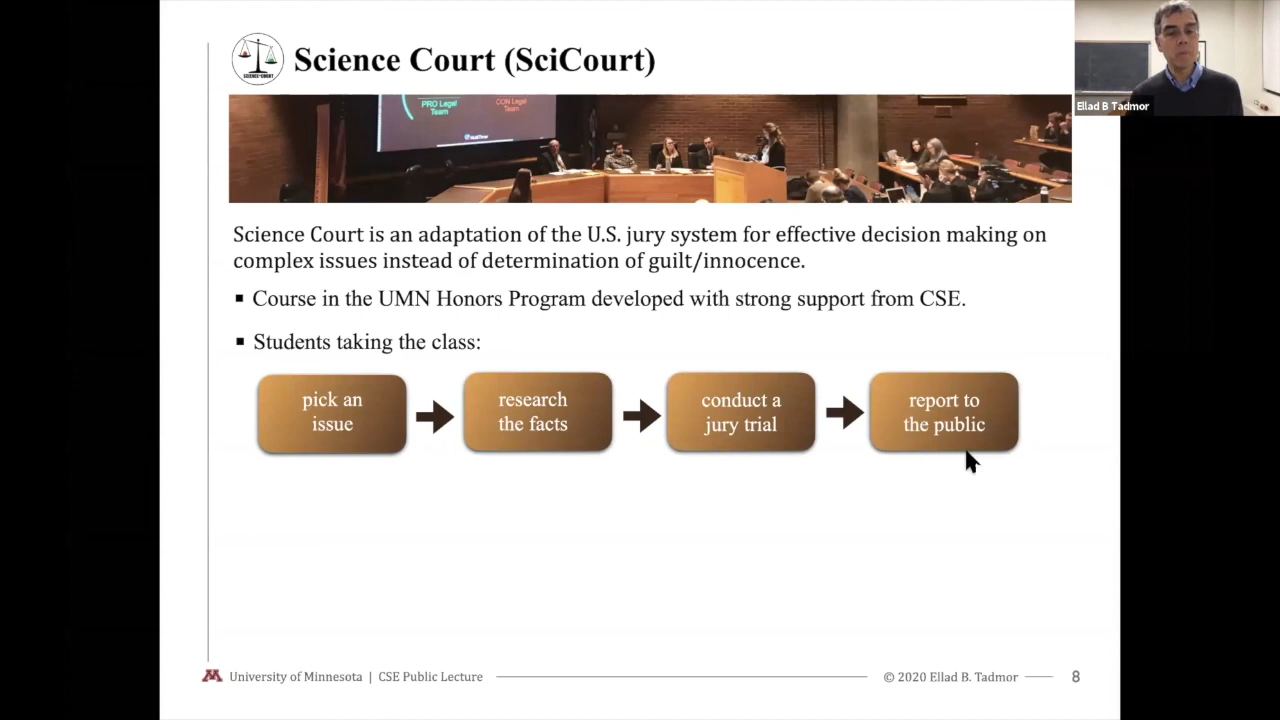 SCIENCE COURT
Science Court (SciCourt)
PRO Legal
Team
CON Legal
Team
Ellad B Tadmor
Science Court is an adaptation of the U.S. jury system for effective decision making on
complex issues instead of determination of guilt/innocence.
▪ Course in the UMN Honors Program developed with strong support from CSE.
▪ Students taking the class:
pick an
issue
research
the facts
conduct a
jury trial
report to
the public
University of Minnesota | CSE Public Lecture
© 2020 Ellad B. Tadmor
8